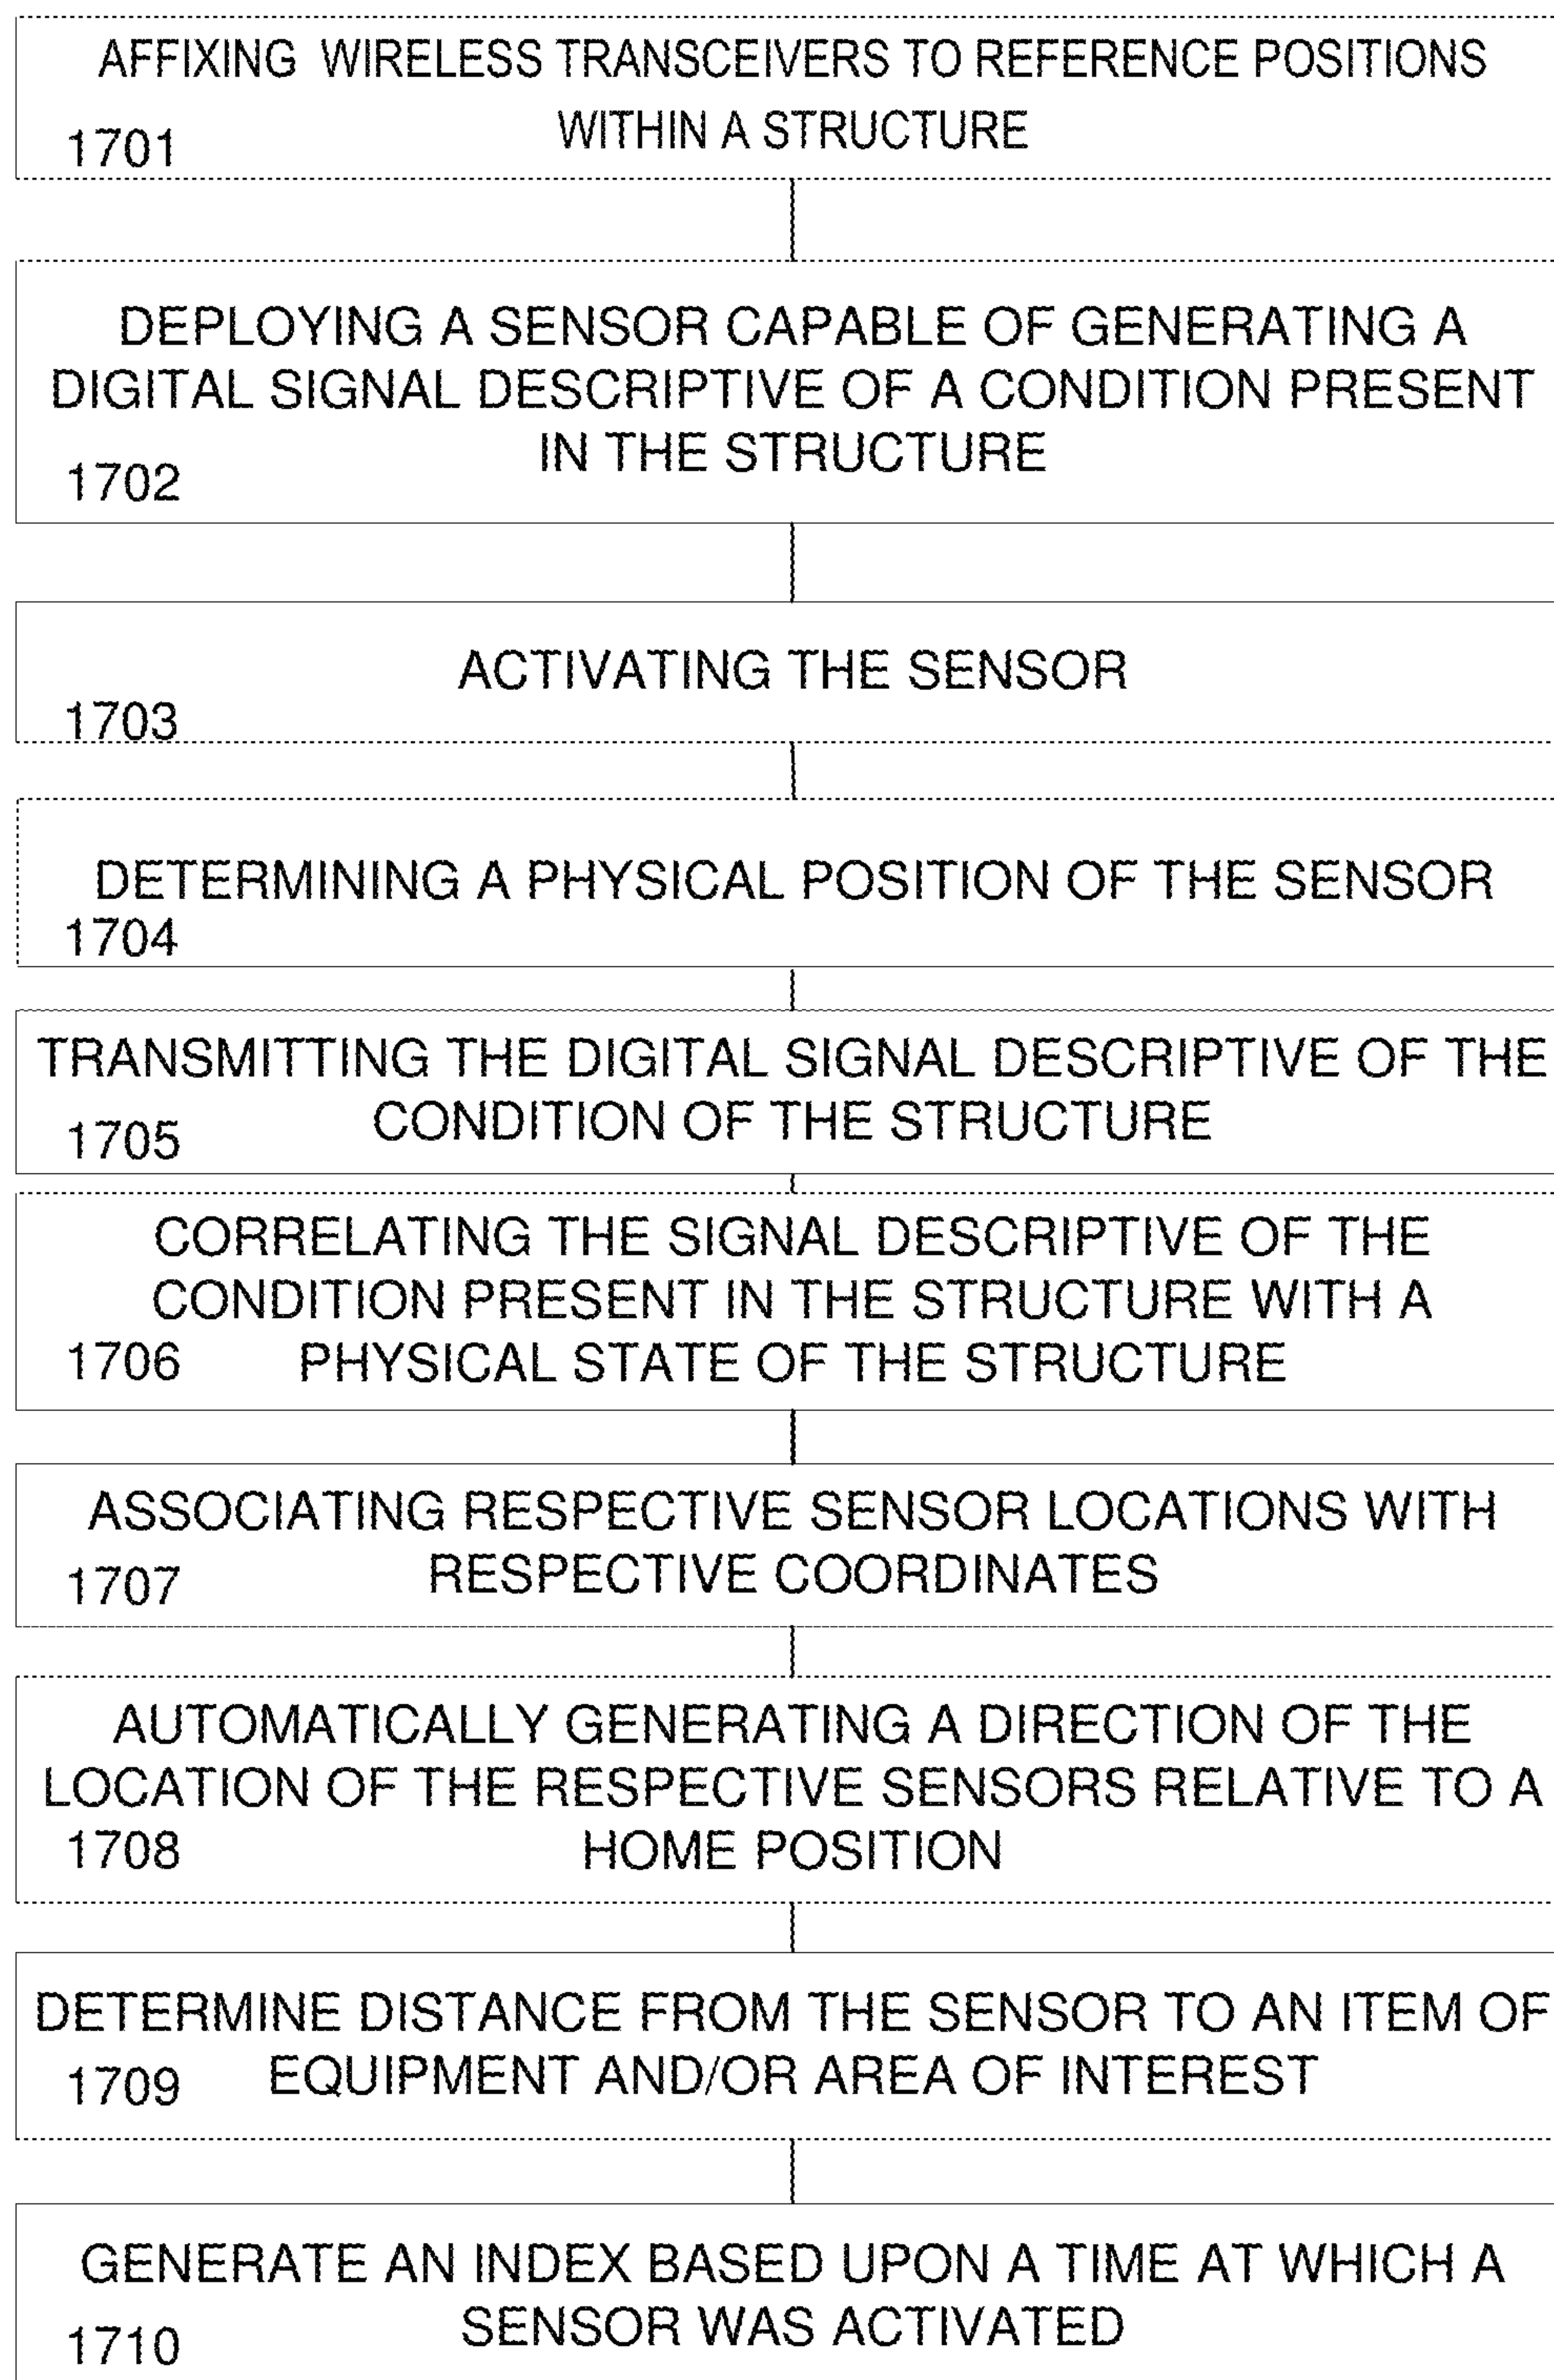 AFFIXING WIRELESS TRANSCEIVERS TO REFERENCE POSITIONS
WITHIN A STRUCTURE
1701
DEPLOYING A SENSOR CAPABLE OF GENERATING A
DIGITAL SIGNAL DESCRIPTIVE OF A CONDITION PRESENT
IN THE STRUCTURE
1702
ACTIVATING THE SENSOR
1703
DETERMINING A PHYSICAL POSITION OF THE SENSOR
1704
TRANSMITTING THE DIGITAL SIGNAL DESCRIPTIVE OF THE
CONDITION OF THE STRUCTURE
1705
CORRELATING THE SIGNAL DESCRIPTIVE OF THE
CONDITION PRESENT IN THE STRUCTURE WITH A
1706 PHYSICAL STATE OF THE STRUCTURE
ASSOCIATING RESPECTIVE SENSOR LOCATIONS WITH
RESPECTIVE COORDINATES
1707
AUTOMATICALLY GENERATING A DIRECTION OF THE
LOCATION OF THE RESPECTIVE SENSORS RELATIVE TO A
1708 HOME POSITION
DETERMINE DISTANCE FROM THE SENSOR TO AN ITEM OF
1709 EQUIPMENT AND/OR AREA OF INTEREST
GENERATE AN INDEX BASED UPON A TIME AT WHICH A
SENSOR WAS ACTIVATED
1710